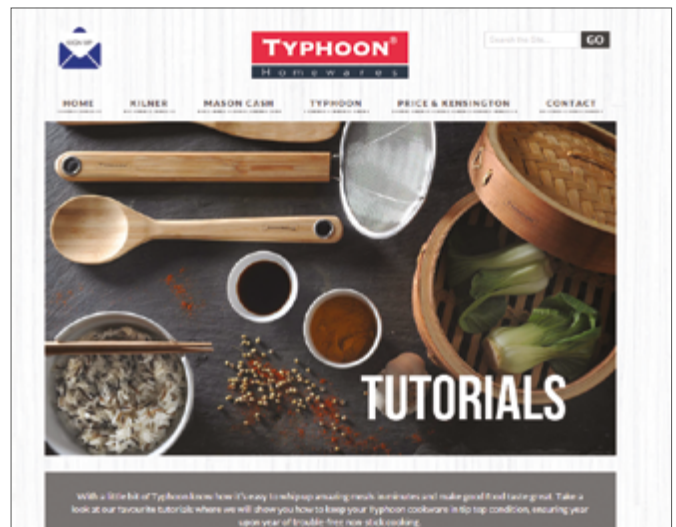 SIGN UP
TYPHOON®
Homewares
Search the Site...
GO
HOME KILNER MASON CASH TYPHOON PRICE & KENSINGTON CONTACT
TUTORIALS
With a little bit of Typhoon know how it's easy to whip up amazing meals in minutes and make good food taste great. Take a
look at our favourite tutorials where we will show you how to keep your Typhoon cookware in tip top condition, ensuring year
upon year of trouble-free non stick cooking.